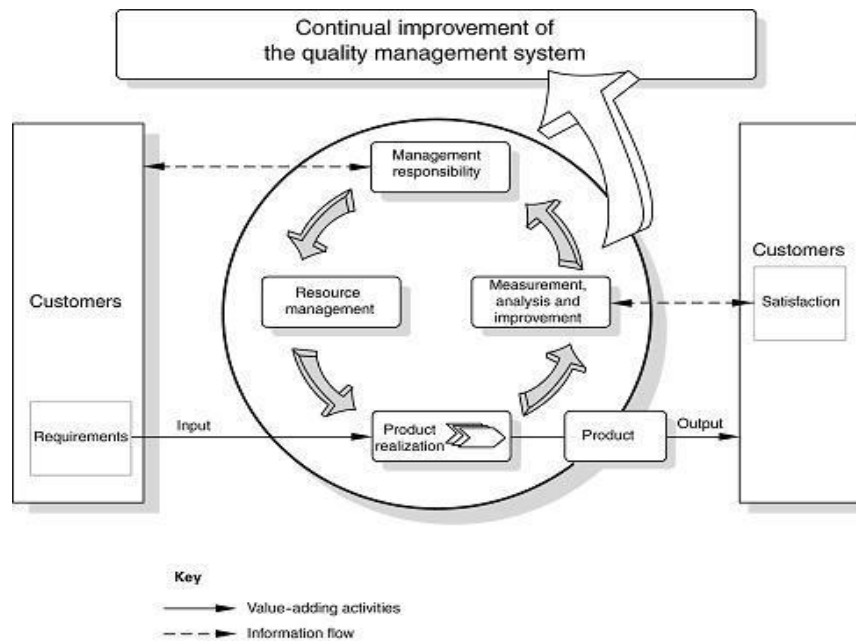 Continual improvement of
the quality management system
Management
responsibility
Customers
Resource
management
Measurement,
analysis and
improvement
Customers
Satisfaction
Requirements
Input
Product
realization
Product
Output
Key
Value-adding activities
Information flow